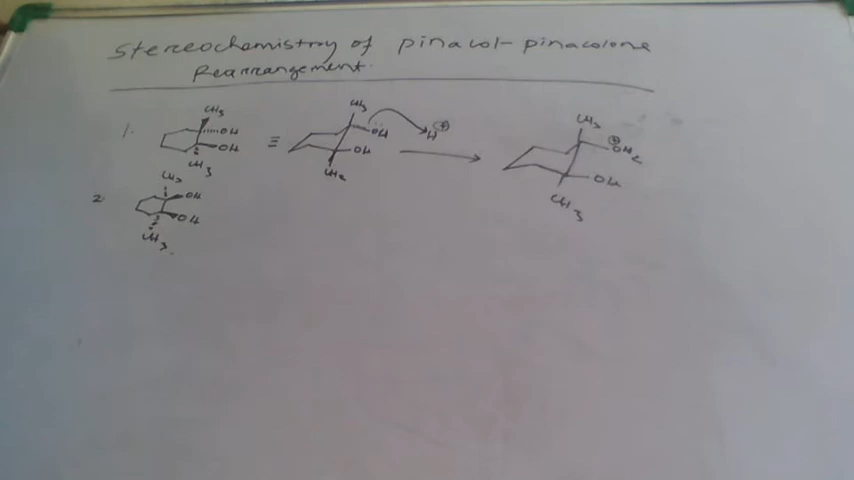 Stereochemistry of pinacol-pinacolone
Rearrangement.
1.
CH3
OH
OH
CH3
≡
CH3
OH
OH
CH3
H⊕
CH3
⊕
OH2
OH
CH3
2.
CH3
OH
OH
CH3